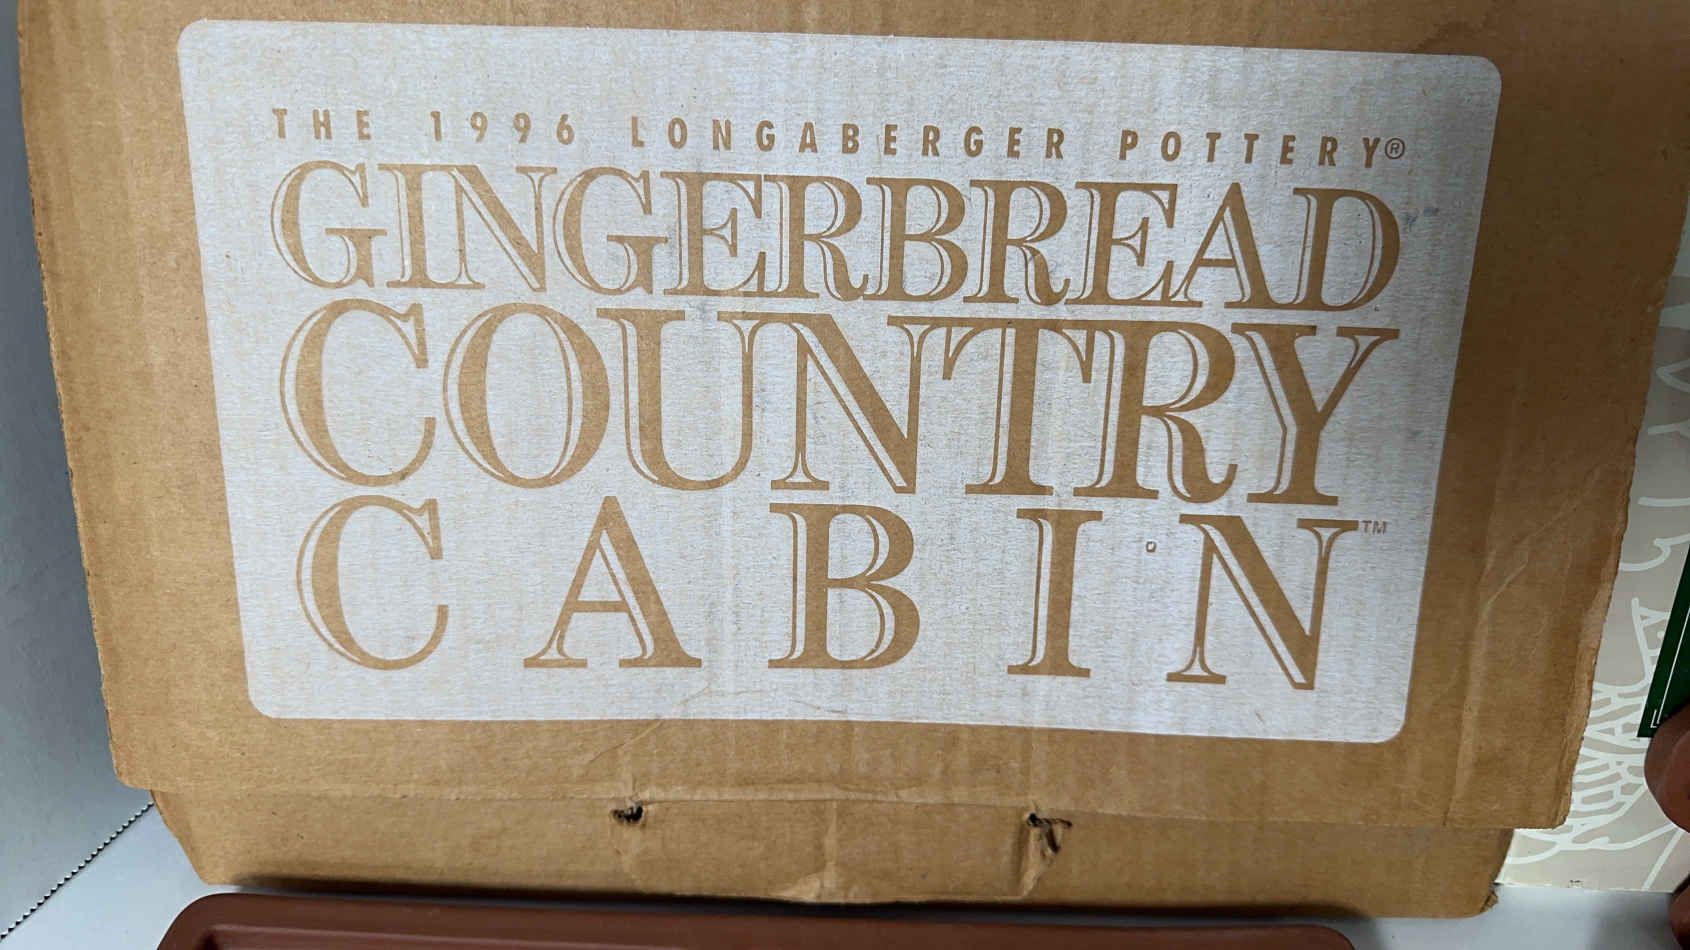 THE 1996 LONGABERGER POTTERY®
GINGERBREAD
COUNTRY
CABIN™